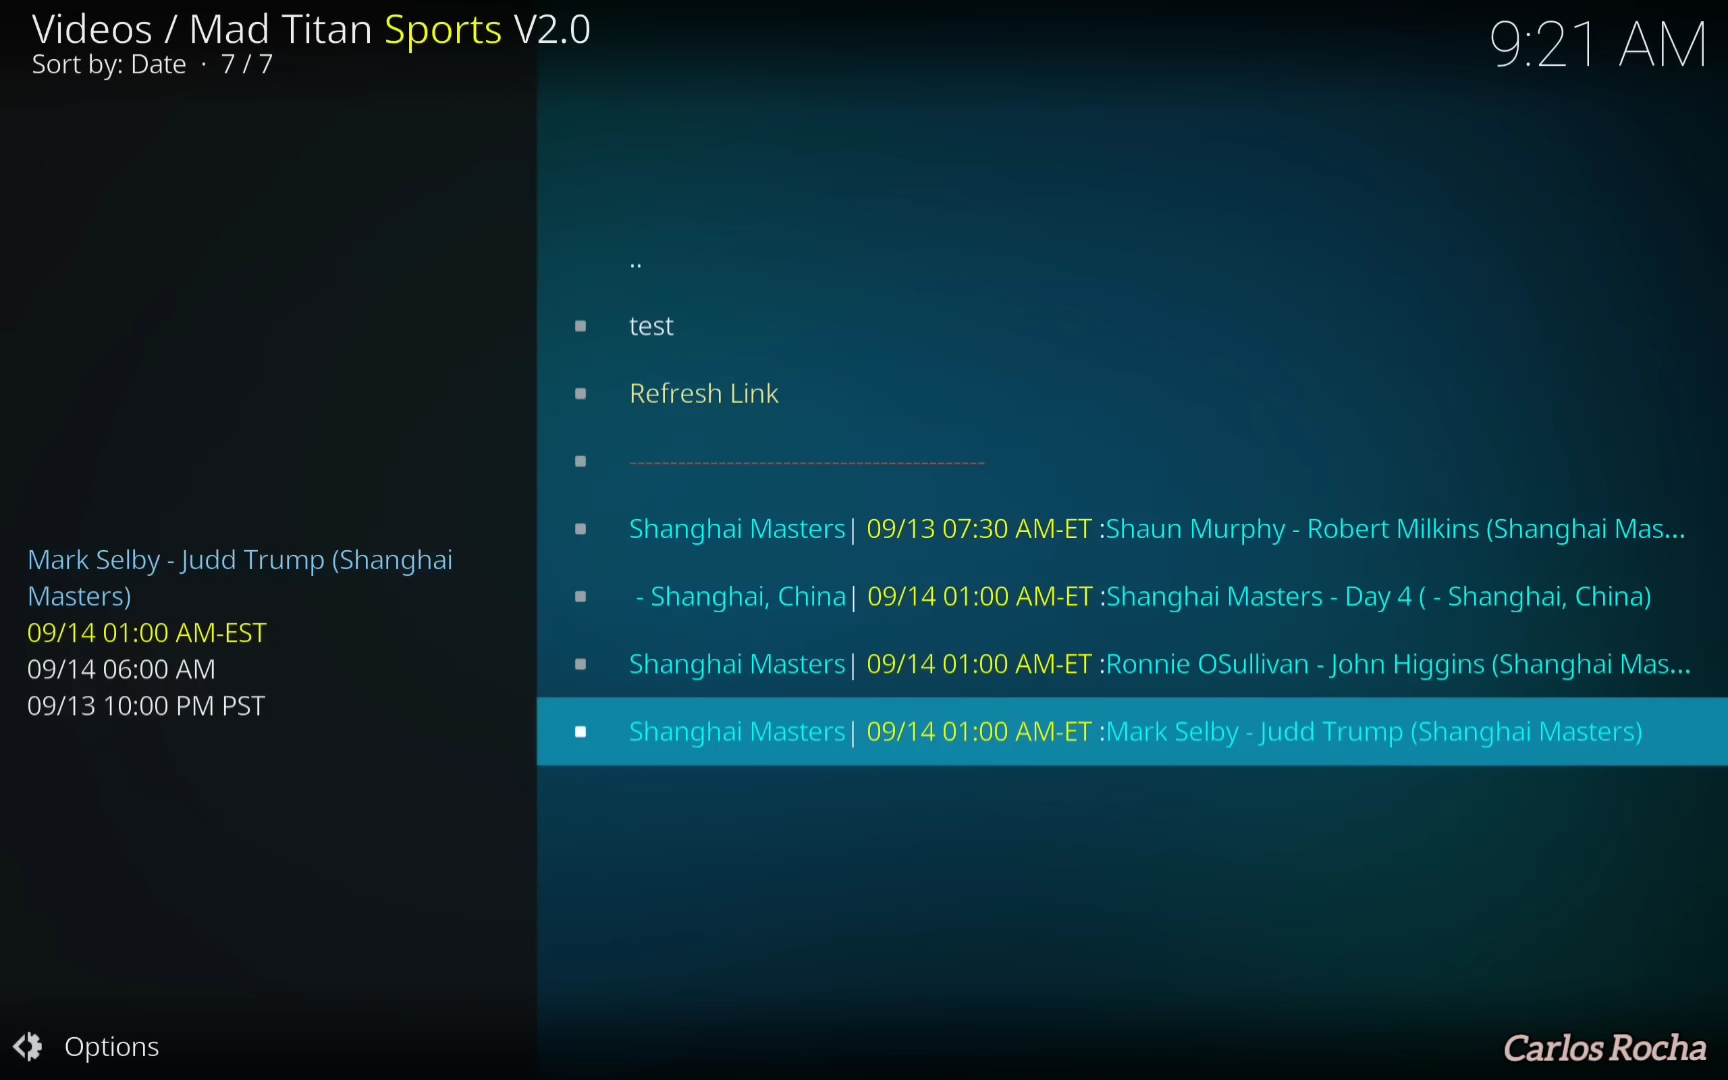 Videos / Mad Titan Sports V2.0
Sort by: Date · 7 / 7
9:21 AM
..
test
Refresh Link
--------------------------------------------
Shanghai Masters| 09/13 07:30 AM-ET :Shaun Murphy - Robert Milkins (Shanghai Mas...
- Shanghai, China| 09/14 01:00 AM-ET :Shanghai Masters - Day 4 ( - Shanghai, China)
Shanghai Masters| 09/14 01:00 AM-ET :Ronnie OSullivan - John Higgins (Shanghai Mas...
Shanghai Masters| 09/14 01:00 AM-ET :Mark Selby - Judd Trump (Shanghai Masters)
Mark Selby - Judd Trump (Shanghai
Masters)
09/14 01:00 AM-EST
09/14 06:00 AM
09/13 10:00 PM PST
Options
Carlos Rocha